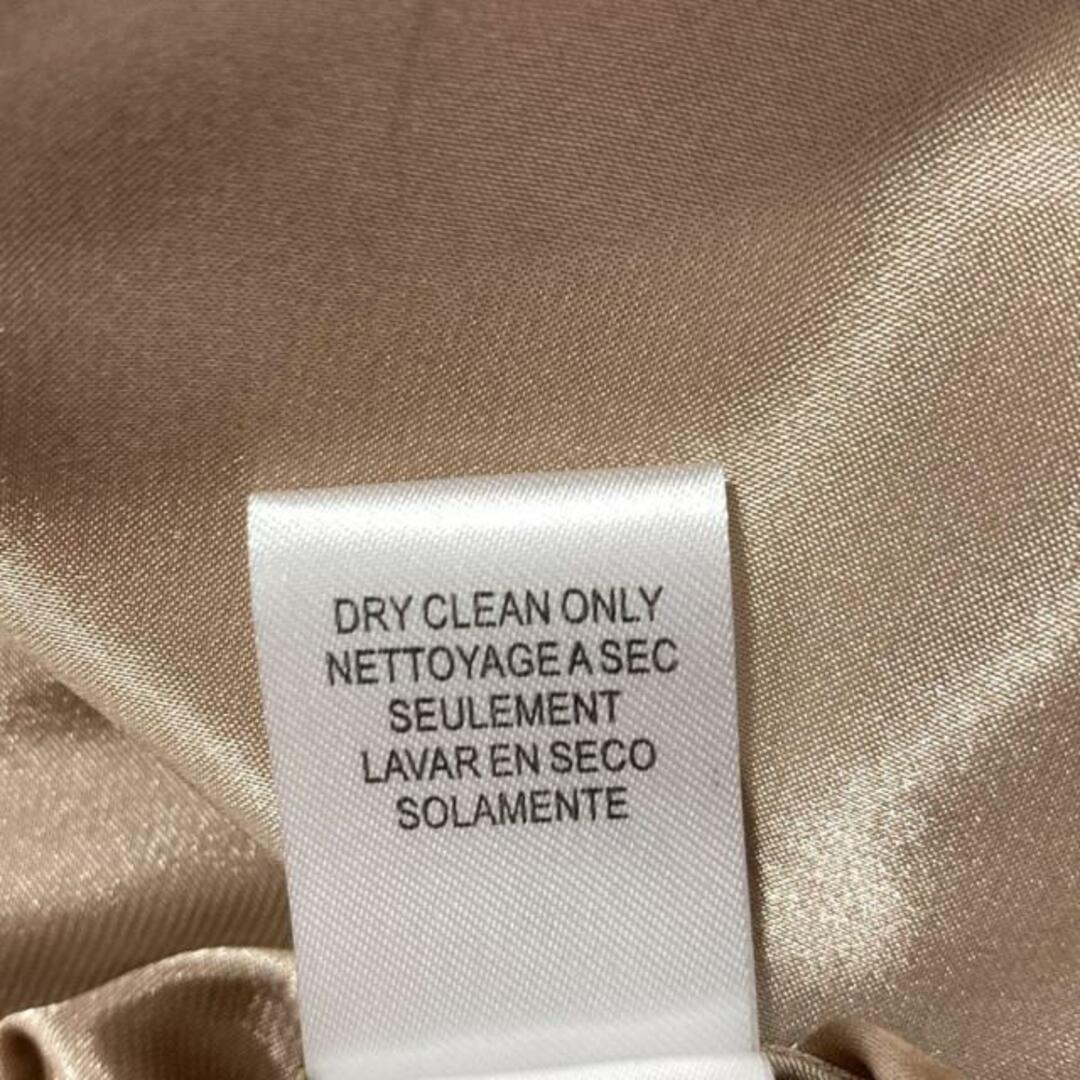 DRY CLEAN ONLY
NETTOYAGE A SEC
SEULEMENT
LAVAR EN SECO
SOLAMENTE